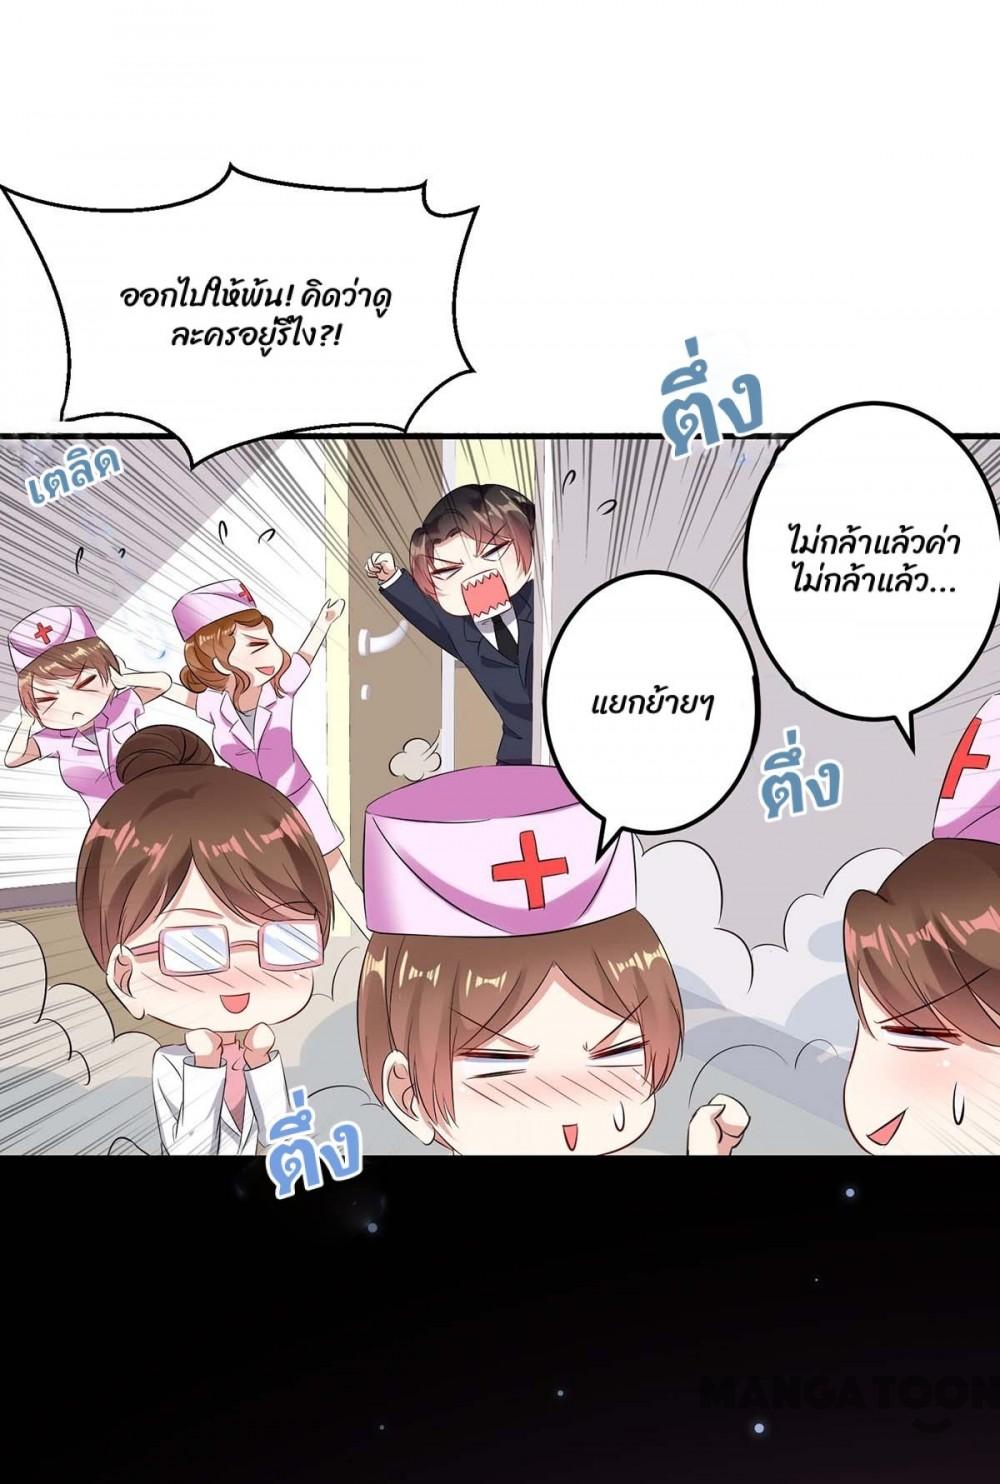 ออกไปให้พ้น! คิดว่าดู
ละครอยู่รึไง?!
ตึ่ง
เตลิด
ไม่กล้าแล้วค่า
ไม่กล้าแล้ว...
แยกย้ายๆ
ตึ่ง
ตึ่ง
MANGATOON